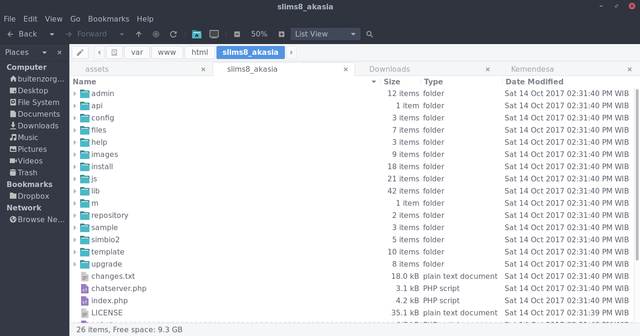 slims8_akasia
File Edit View Go Bookmarks Help
Back Forward 50% List View
Places var www html slims8_akasia
assets slims8_akasia Downloads Kemendesa
Computer
buitenzorg...
Desktop
File System
Documents
Downloads
Music
Pictures
Videos
Trash
Bookmarks
Dropbox
Network
Browse Ne...
Name Size Type Date Modified
admin 12 items folder Sat 14 Oct 2017 02:31:40 PM WIB
api 1 item folder Sat 14 Oct 2017 02:31:40 PM WIB
config 3 items folder Sat 14 Oct 2017 02:31:40 PM WIB
files 7 items folder Sat 14 Oct 2017 02:31:40 PM WIB
help 3 items folder Sat 14 Oct 2017 02:31:40 PM WIB
images 9 items folder Sat 14 Oct 2017 02:31:40 PM WIB
install 18 items folder Sat 14 Oct 2017 02:31:40 PM WIB
js 21 items folder Sat 14 Oct 2017 02:31:40 PM WIB
lib 42 items folder Sat 14 Oct 2017 02:31:40 PM WIB
m 1 item folder Sat 14 Oct 2017 02:31:40 PM WIB
repository 2 items folder Sat 14 Oct 2017 02:31:40 PM WIB
sample 3 items folder Sat 14 Oct 2017 02:31:40 PM WIB
simbio2 5 items folder Sat 14 Oct 2017 02:31:40 PM WIB
template 10 items folder Sat 14 Oct 2017 02:31:40 PM WIB
upgrade 8 items folder Sat 14 Oct 2017 02:31:40 PM WIB
changes.txt 18.0 kB plain text document Sat 14 Oct 2017 02:31:40 PM WIB
chatserver.php 3.1 kB PHP script Sat 14 Oct 2017 02:31:40 PM WIB
index.php 4.2 kB PHP script Sat 14 Oct 2017 02:31:40 PM WIB
LICENSE 35.1 kB plain text document Sat 14 Oct 2017 02:31:39 PM WIB
26 items, Free space: 9.3 GB